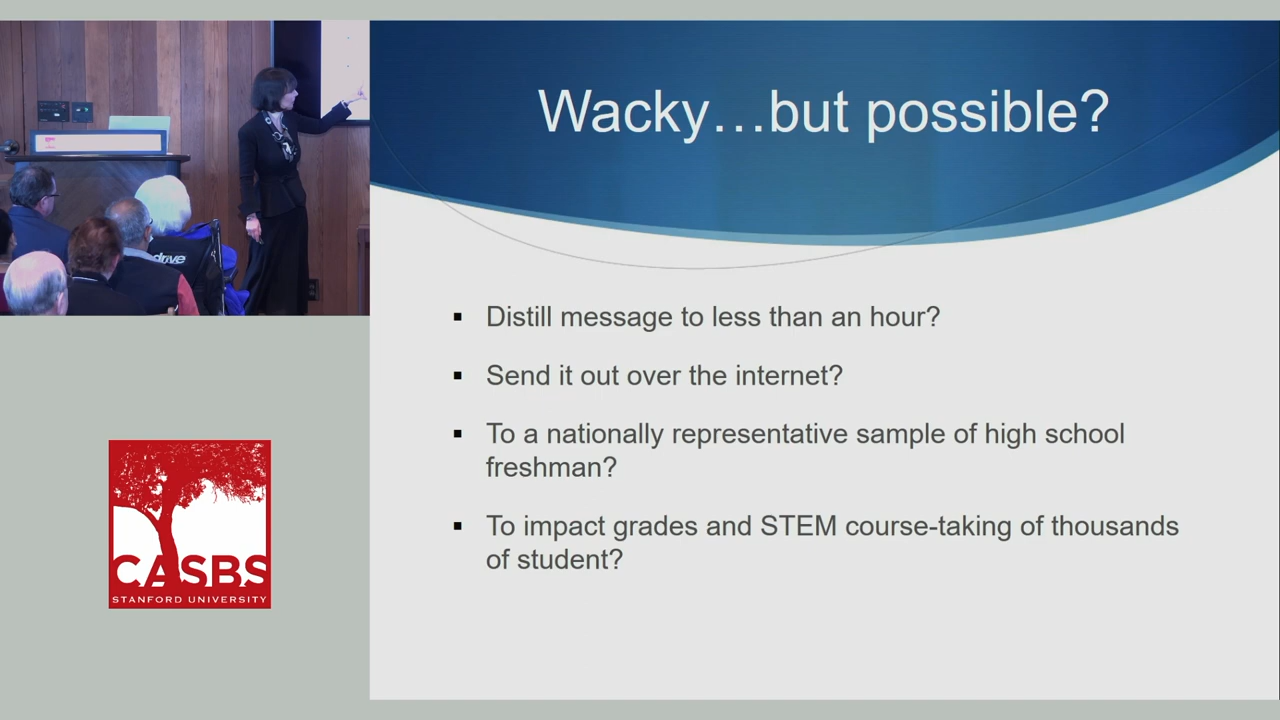 Wacky…but possible?
▪ Distill message to less than an hour?
▪ Send it out over the internet?
▪ To a nationally representative sample of high school
freshman?
▪ To impact grades and STEM course-taking of thousands
of student?
drive
CASBS
STANFORD UNIVERSITY